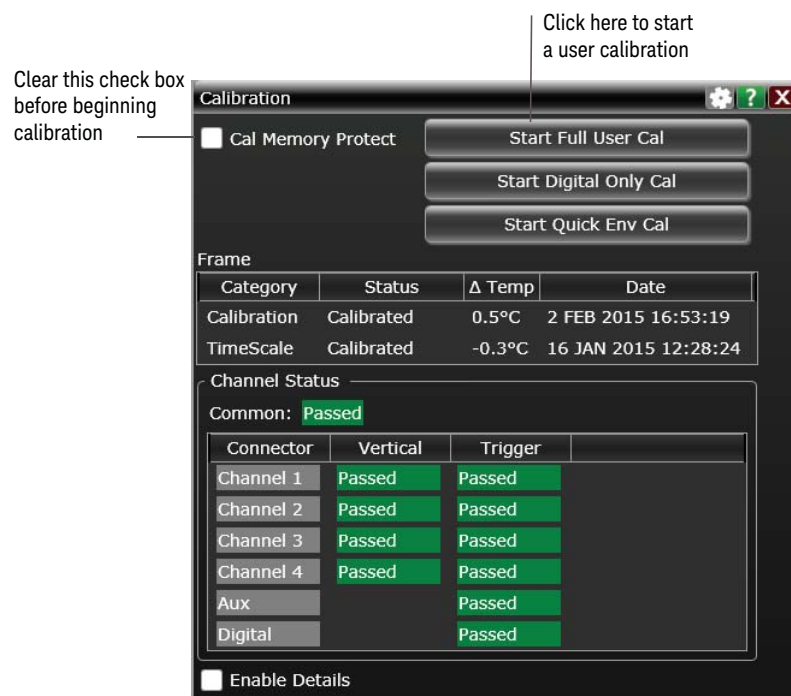 Click here to start
a user calibration
Clear this check box
before beginning
calibration
Calibration
?
X
Cal Memory Protect
Start Full User Cal
Start Digital Only Cal
Start Quick Env Cal
Frame
Category Status Δ Temp Date
Calibration Calibrated 0.5°C 2 FEB 2015 16:53:19
TimeScale Calibrated -0.3°C 16 JAN 2015 12:28:24
Channel Status
Common: Passed
Connector Vertical Trigger
Channel 1 Passed Passed
Channel 2 Passed Passed
Channel 3 Passed Passed
Channel 4 Passed Passed
Aux Passed
Digital Passed
Enable Details